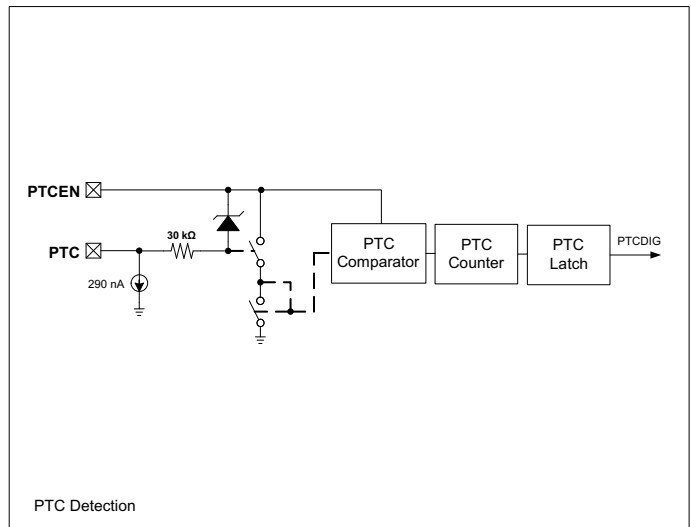 PTCEN
30 kΩ
PTC
290 nA
PTC
Comparator
PTC
Counter
PTC
Latch
PTCDIG
PTC Detection